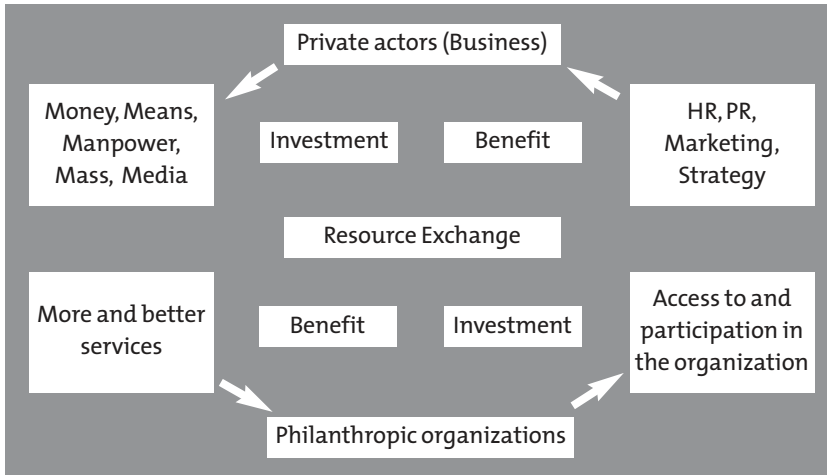 Private actors (Business)
Money, Means,
Manpower,
Mass, Media
Investment
Benefit
HR, PR,
Marketing,
Strategy
Resource Exchange
More and better
services
Benefit
Investment
Access to and
participation in
the organization
Philanthropic organizations